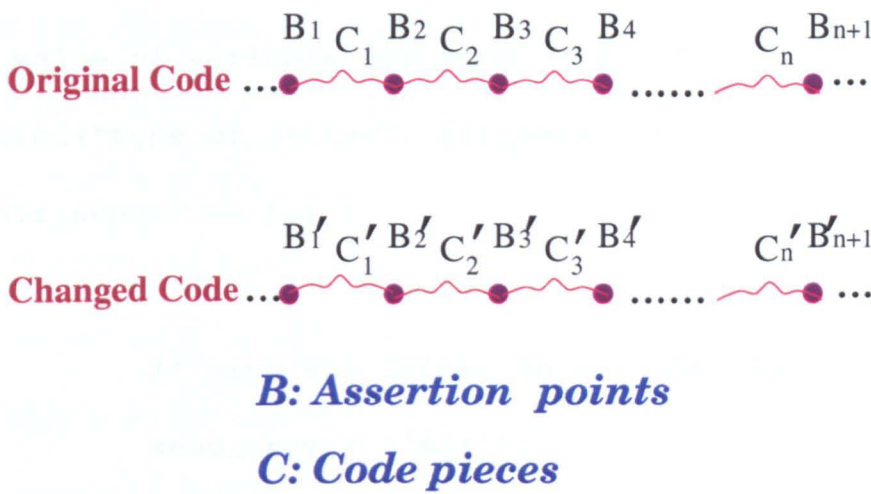 B1 C1 B2 C2 B3 C3 B4 Cn Bn+1
Original Code ... ...... ...
B1′ C1′ B2′ C2′ B3′ C3′ B4′ Cn′ B′n+1
Changed Code ... ...... ...
B: Assertion points
C: Code pieces